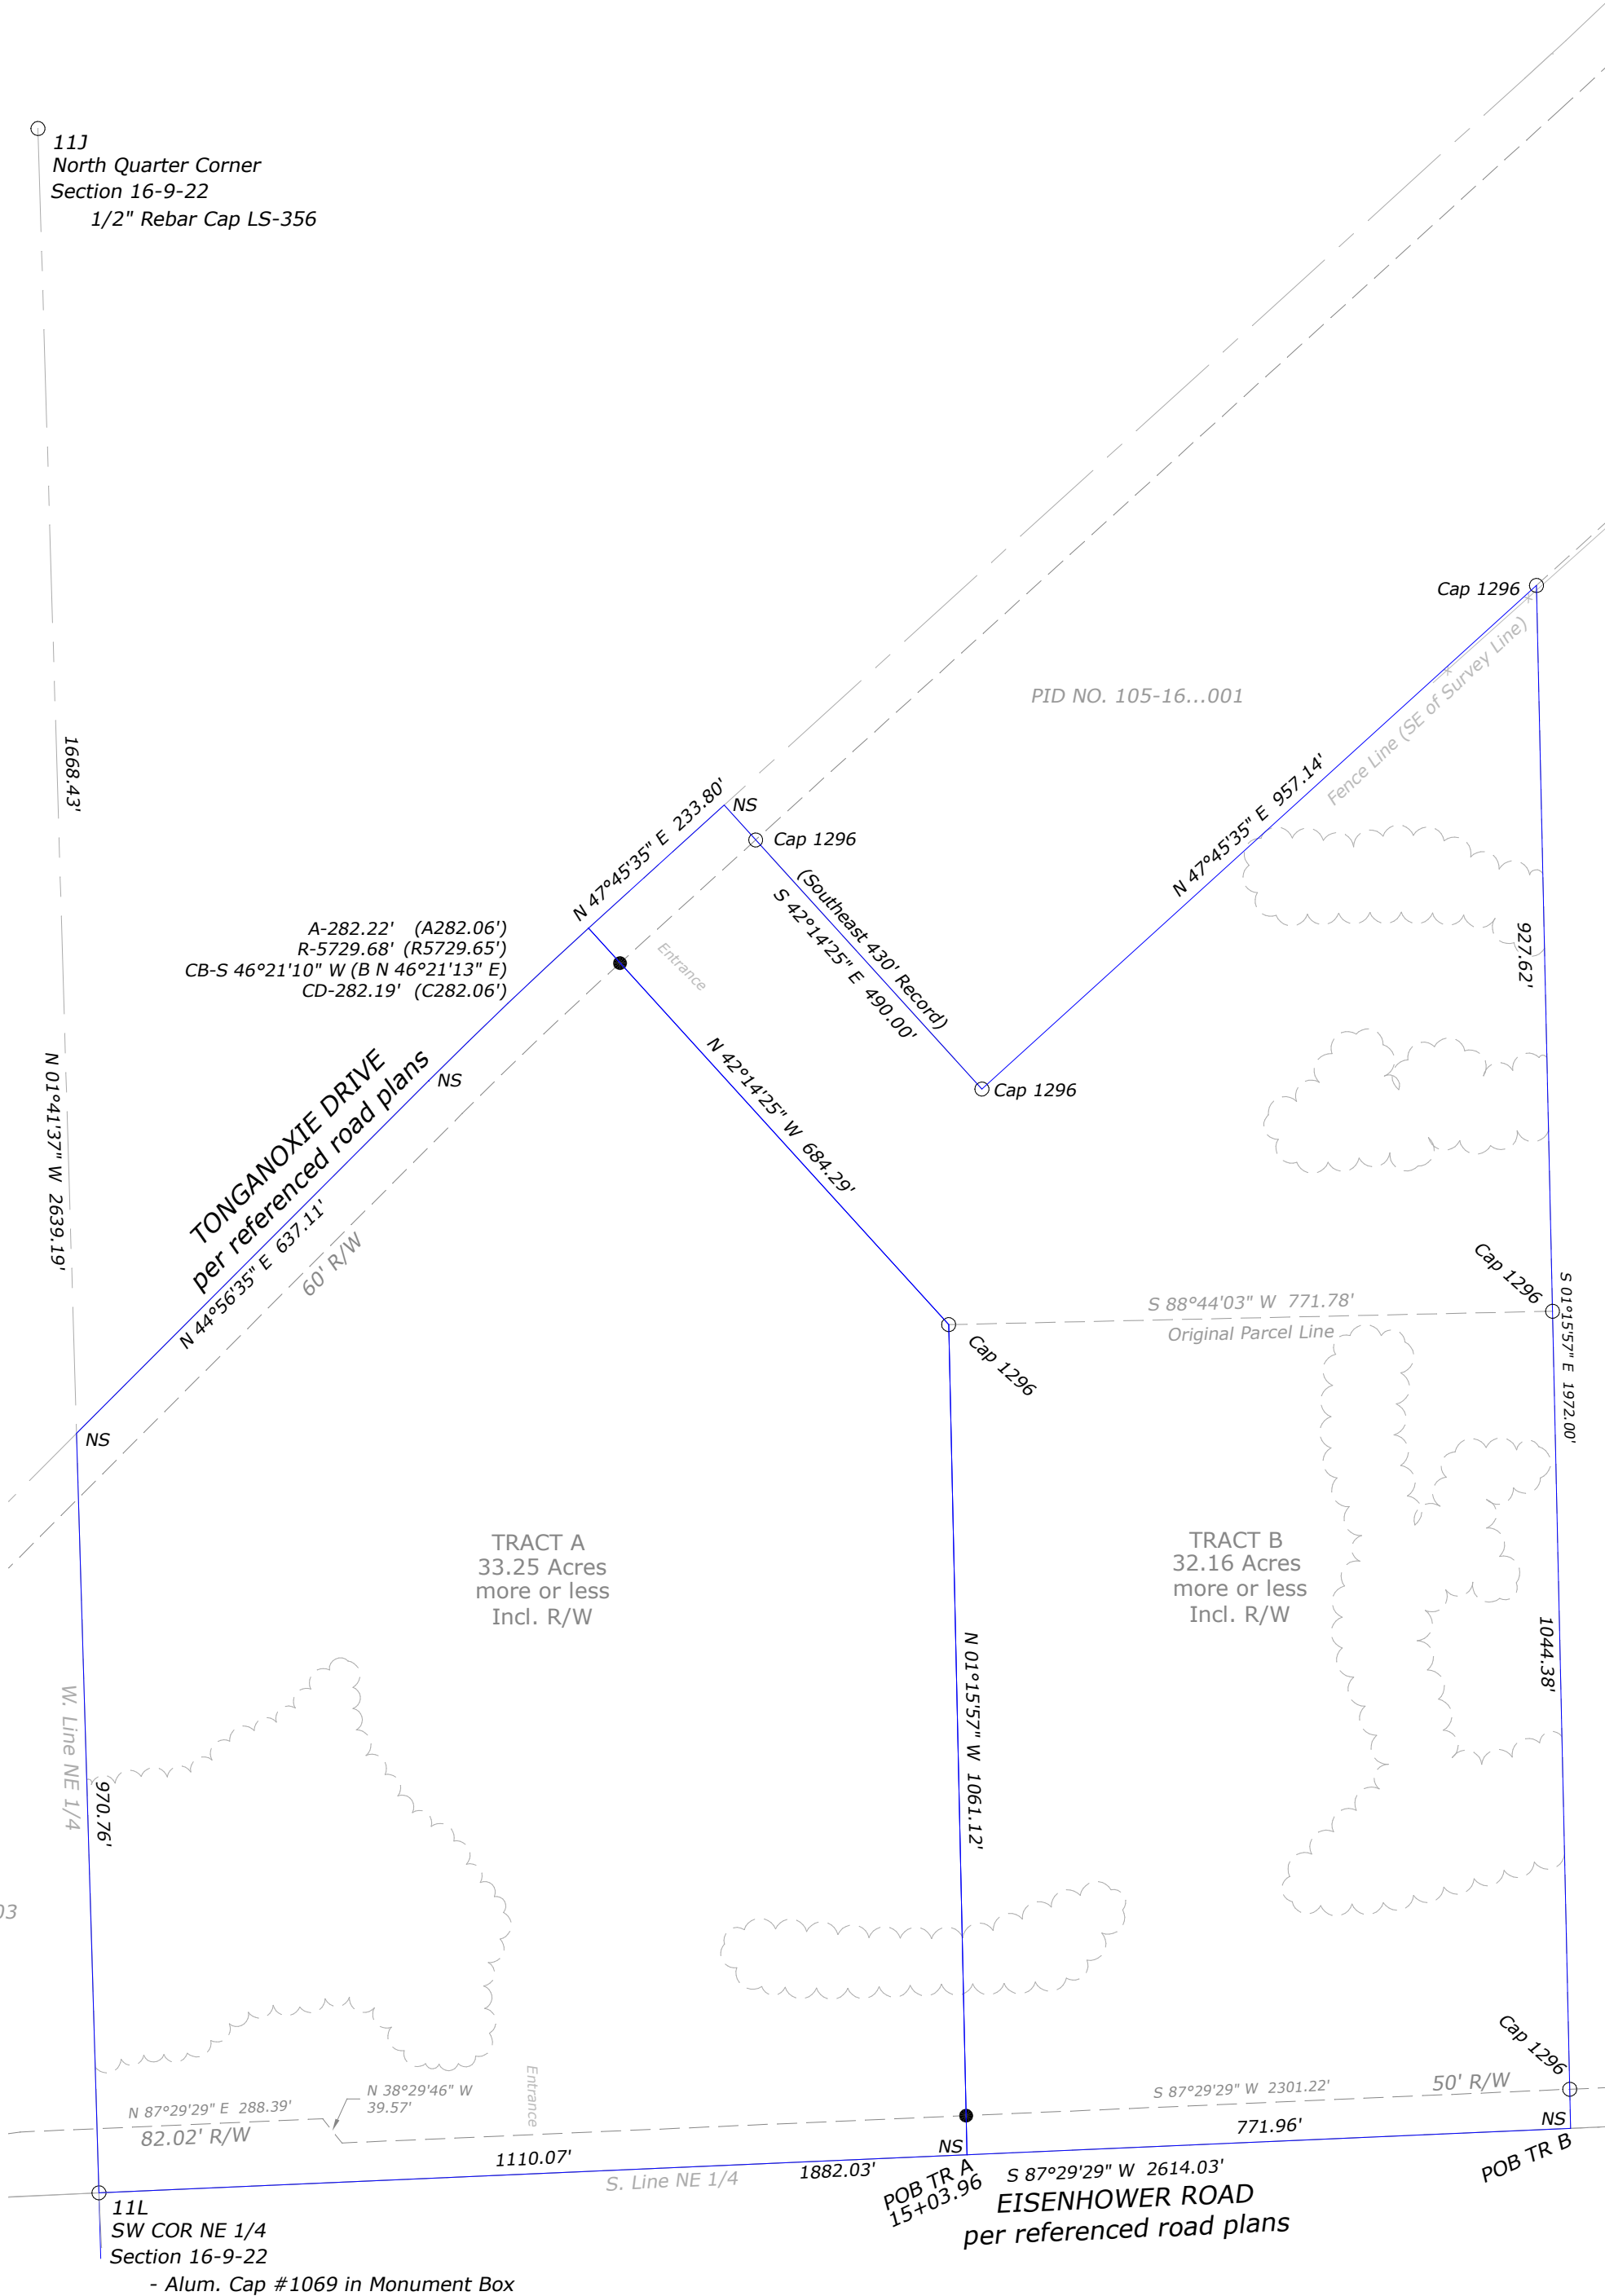 11J
North Quarter Corner
Section 16-9-22
1/2" Rebar Cap LS-356
Cap 1296
Fence Line (SE of Survey Line)
PID NO. 105-16...001
1668.43'
N 01°41'37" W 2639.19'
N 47°45'35" E 233.80'
NS
Cap 1296
N 47°45'35" E 957.14'
(Southeast 430' Record)
S 42°14'25" E 490.00'
927.62'
A-282.22' (A282.06')
R-5729.68' (R5729.65')
CB-S 46°21'10" W (B N 46°21'13" E)
CD-282.19' (C282.06')
Entrance
NS
N 42°14'25" W 684.29'
Cap 1296
TONGANOXIE DRIVE
per referenced road plans
N 44°56'35" E 637.11'
60' R/W
Cap 1296
S 01°15'57" E 1972.00'
S 88°44'03" W 771.78'
Original Parcel Line
Cap 1296
NS
TRACT A
33.25 Acres
more or less
Incl. R/W
TRACT B
32.16 Acres
more or less
Incl. R/W
N 01°15'57" W 1061.12'
1044.38'
W. Line NE 1/4
970.76'
03
Entrance
N 38°29'46" W
39.57'
N 87°29'29" E 288.39'
82.02' R/W
Cap 1296
S 87°29'29" W 2301.22'
50' R/W
NS
771.96'
NS
1110.07'
1882.03'
S. Line NE 1/4
POB TR A
15+03.96
S 87°29'29" W 2614.03'
POB TR B
EISENHOWER ROAD
per referenced road plans
11L
SW COR NE 1/4
Section 16-9-22
- Alum. Cap #1069 in Monument Box